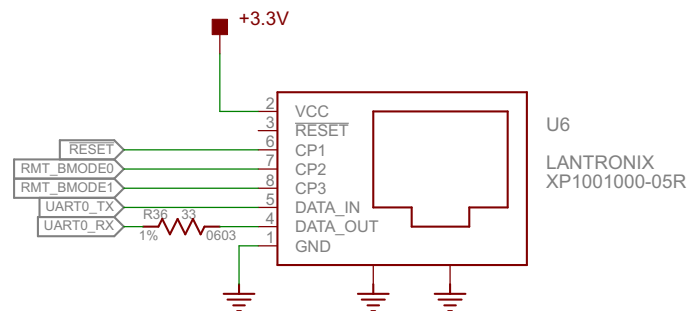 +3.3V
2 VCC
3 RESET
RESET 6 CP1
RMT_BMODE0 7 CP2
RMT_BMODE1 8 CP3
UART0_TX 5 DATA_IN
R36 33
UART0_RX 4 DATA_OUT
1% 0603
1 GND
U6
LANTRONIX
XP1001000-05R